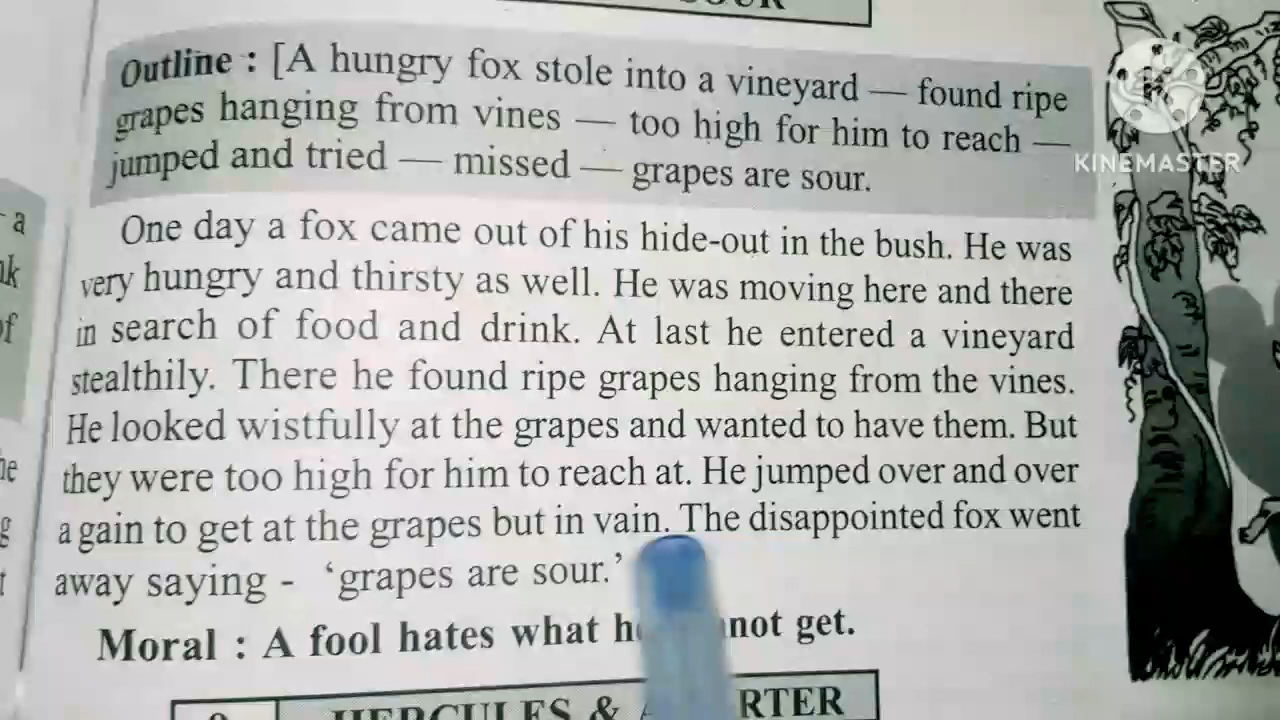 OUR
Outline : [A hungry fox stole into a vineyard — found ripe
grapes hanging from vines — too high for him to reach —
jumped and tried — missed — grapes are sour.
KINEMASTER
One day a fox came out of his hide-out in the bush. He was
very hungry and thirsty as well. He was moving here and there
in search of food and drink. At last he entered a vineyard
stealthily. There he found ripe grapes hanging from the vines.
He looked wistfully at the grapes and wanted to have them. But
they were too high for him to reach at. He jumped over and over
a gain to get at the grapes but in vain. The disappointed fox went
away saying - ‘grapes are sour.’
Moral : A fool hates what h not get.
HERCULES & RTER